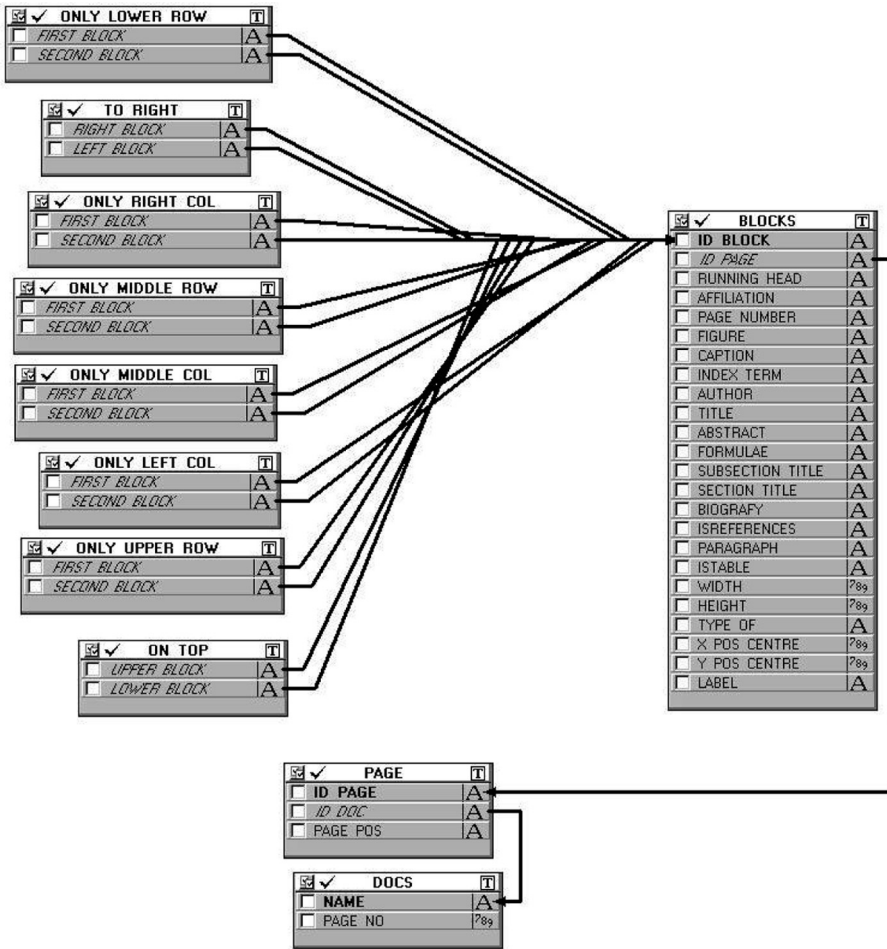 ONLY LOWER ROW T
FIRST BLOCK A
SECOND BLOCK A
TO RIGHT T
RIGHT BLOCK A
LEFT BLOCK A
ONLY RIGHT COL T
FIRST BLOCK A
SECOND BLOCK A
ONLY MIDDLE ROW T
FIRST BLOCK A
SECOND BLOCK A
ONLY MIDDLE COL T
FIRST BLOCK A
SECOND BLOCK A
ONLY LEFT COL T
FIRST BLOCK A
SECOND BLOCK A
ONLY UPPER ROW T
FIRST BLOCK A
SECOND BLOCK A
ON TOP T
UPPER BLOCK A
LOWER BLOCK A
BLOCKS T
ID BLOCK A
ID PAGE A
RUNNING HEAD A
AFFILIATION A
PAGE NUMBER A
FIGURE A
CAPTION A
INDEX TERM A
AUTHOR A
TITLE A
ABSTRACT A
FORMULAE A
SUBSECTION TITLE A
SECTION TITLE A
BIOGRAFY A
ISREFERENCES A
PARAGRAPH A
ISTABLE A
WIDTH 789
HEIGHT 789
TYPE OF A
X POS CENTRE 789
Y POS CENTRE 789
LABEL A
PAGE T
ID PAGE A
ID DOC A
PAGE POS A
DOCS T
NAME A
PAGE NO 789